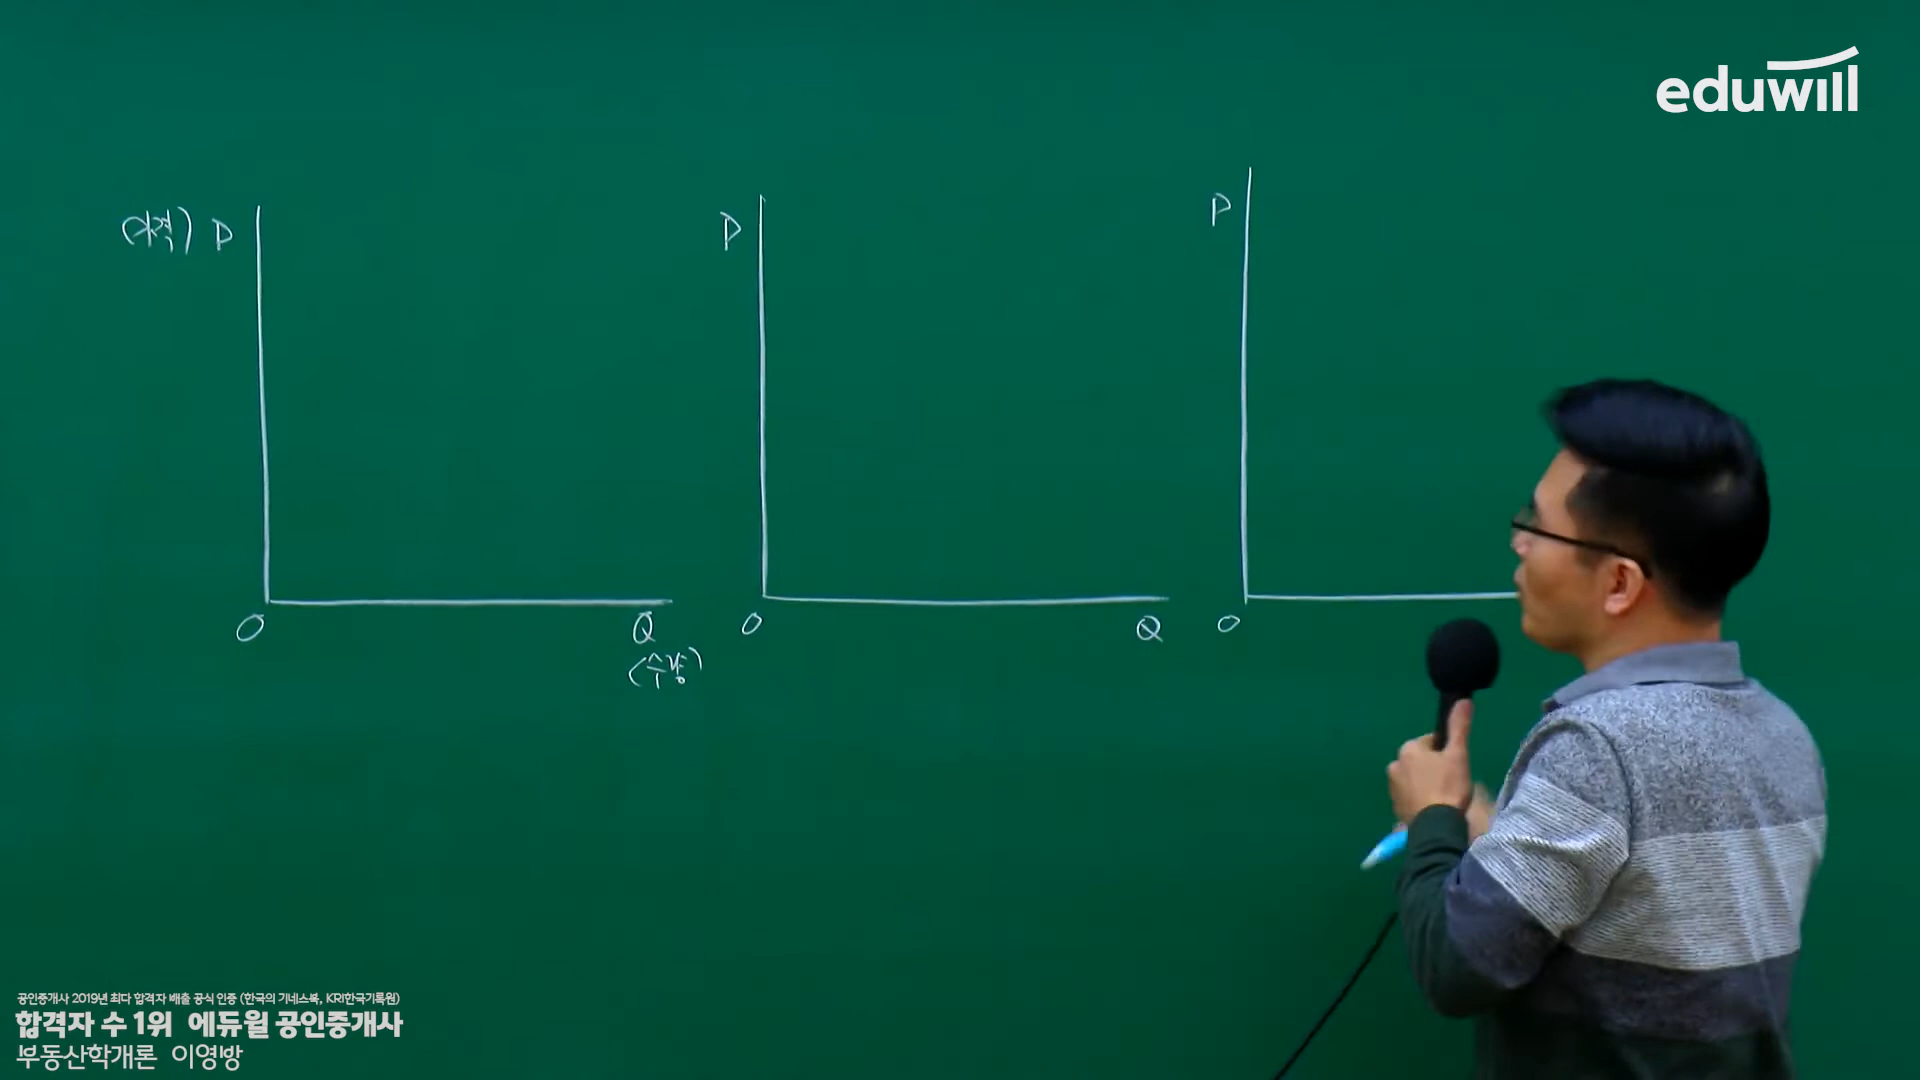 eduwill
(가격) P
P
P
O
Q
O
Q
O
(수량)
공인중개사 2019년 최다 합격자 배출 공식 인증 (한국의 기네스북, KRI한국기록원)
합격자 수 1위 에듀윌 공인중개사
부동산학개론 이영방